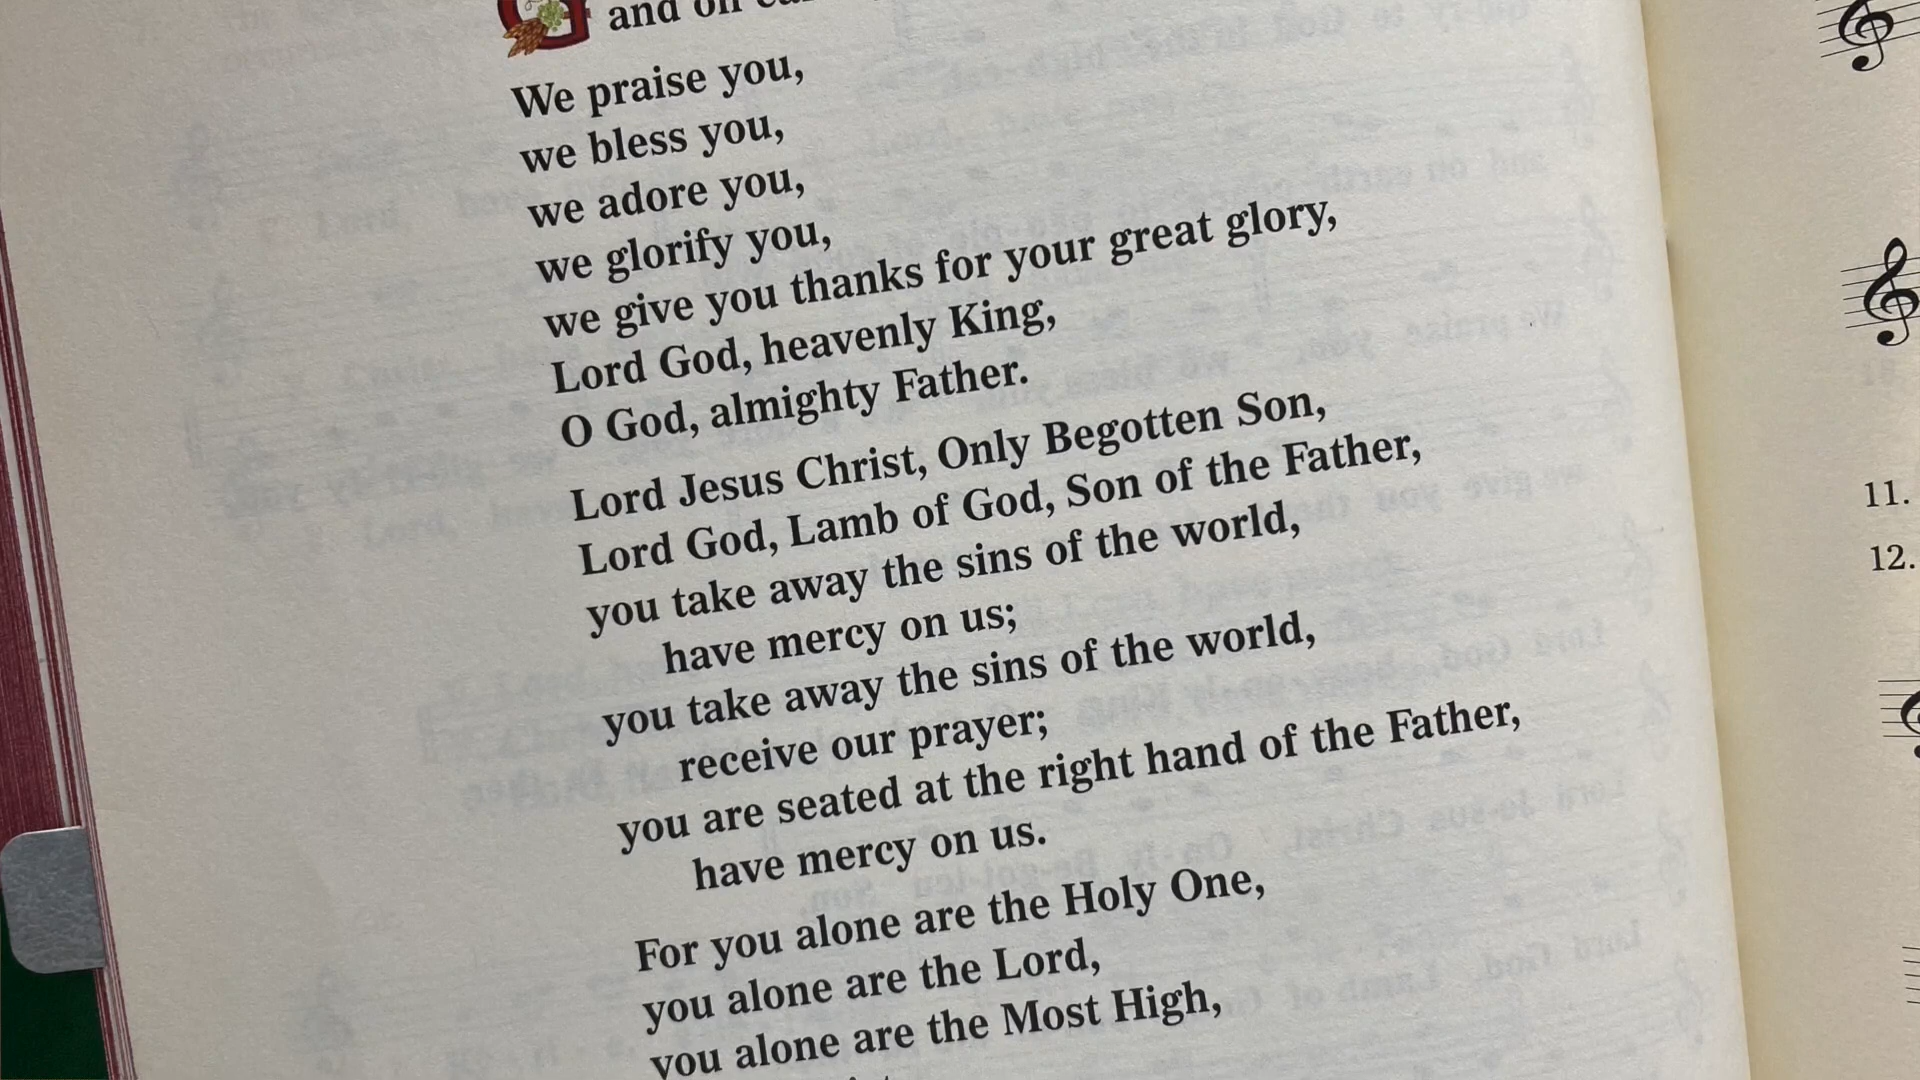 and on
We praise you,
we bless you,
we adore you,
we glorify you,
we give you thanks for your great glory,
Lord God, heavenly King,
O God, almighty Father.
Lord Jesus Christ, Only Begotten Son,
Lord God, Lamb of God, Son of the Father,
you take away the sins of the world,
have mercy on us;
you take away the sins of the world,
receive our prayer;
you are seated at the right hand of the Father,
have mercy on us.
For you alone are the Holy One,
you alone are the Lord,
you alone are the Most High,
11.
12.